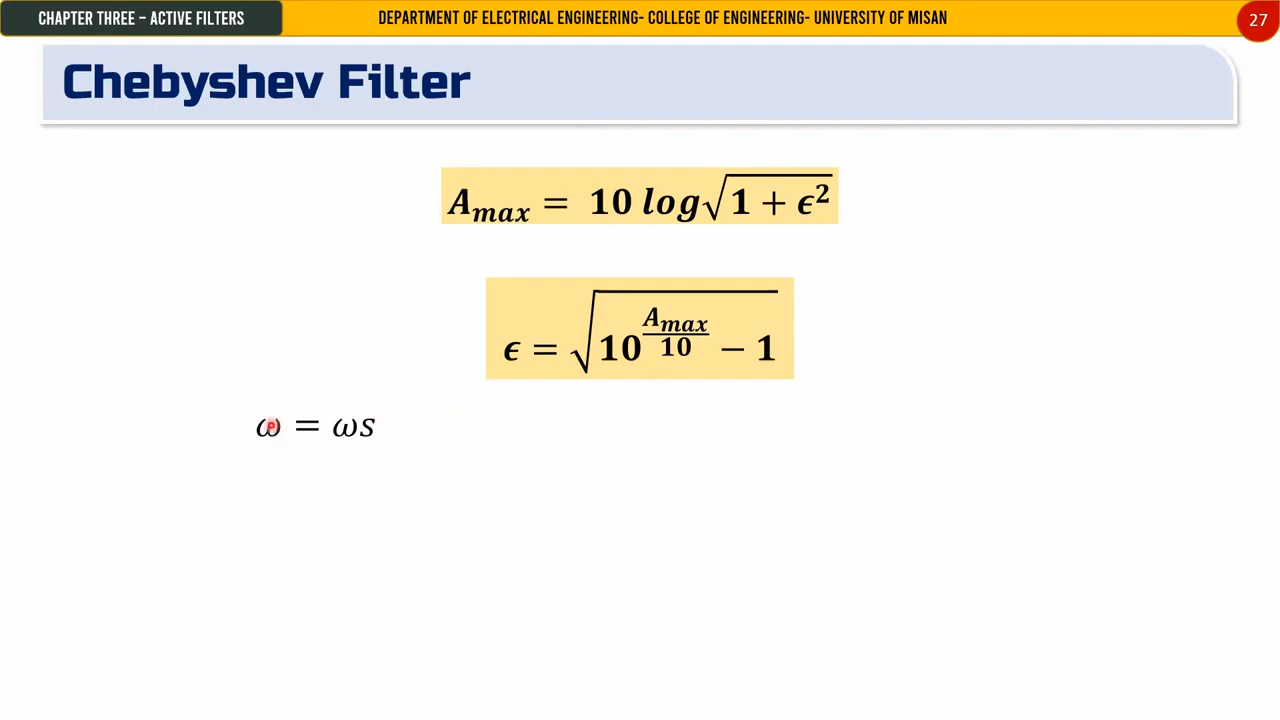 CHAPTER THREE – ACTIVE FILTERS
DEPARTMENT OF ELECTRICAL ENGINEERING- COLLEGE OF ENGINEERING- UNIVERSITY OF MISAN
27
Chebyshev Filter
A_max = 10 log√(1 + ϵ²)
ϵ = √(10^(A_max/10) − 1)
ω = ωs